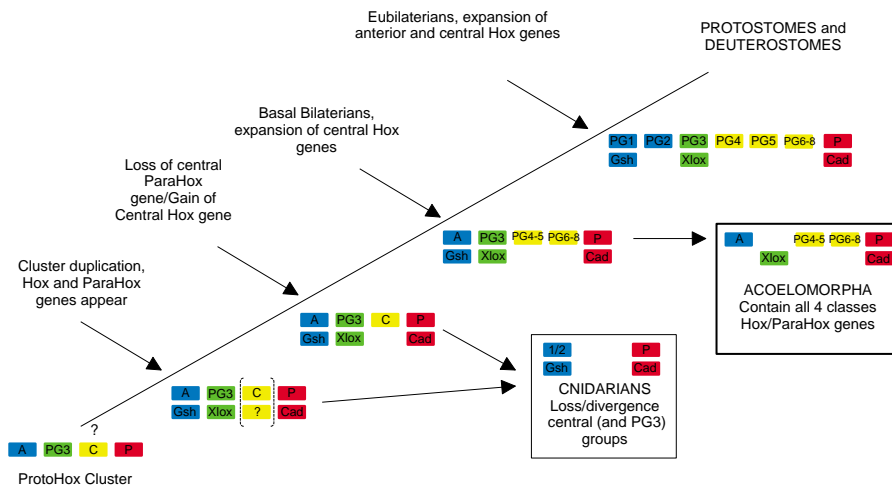 Eubilaterians, expansion of
anterior and central Hox genes
PROTOSTOMES and
DEUTEROSTOMES
Basal Bilaterians,
expansion of central Hox
genes
PG1 PG2 PG3 PG4 PG5 PG6-8 P
Gsh Xlox Cad
Loss of central
ParaHox
gene/Gain of
Central Hox gene
A PG3 PG4-5 PG6-8 P
Gsh Xlox Cad
A PG4-5 PG6-8 P
Xlox Cad
ACOELOMORPHA
Contain all 4 classes
Hox/ParaHox genes
Cluster duplication,
Hox and ParaHox
genes appear
A PG3 C P
Gsh Xlox Cad
1/2 P
Gsh Cad
CNIDARIANS
Loss/divergence
central (and PG3)
groups
A PG3 C P
Gsh Xlox ? Cad
?
A PG3 C P
ProtoHox Cluster